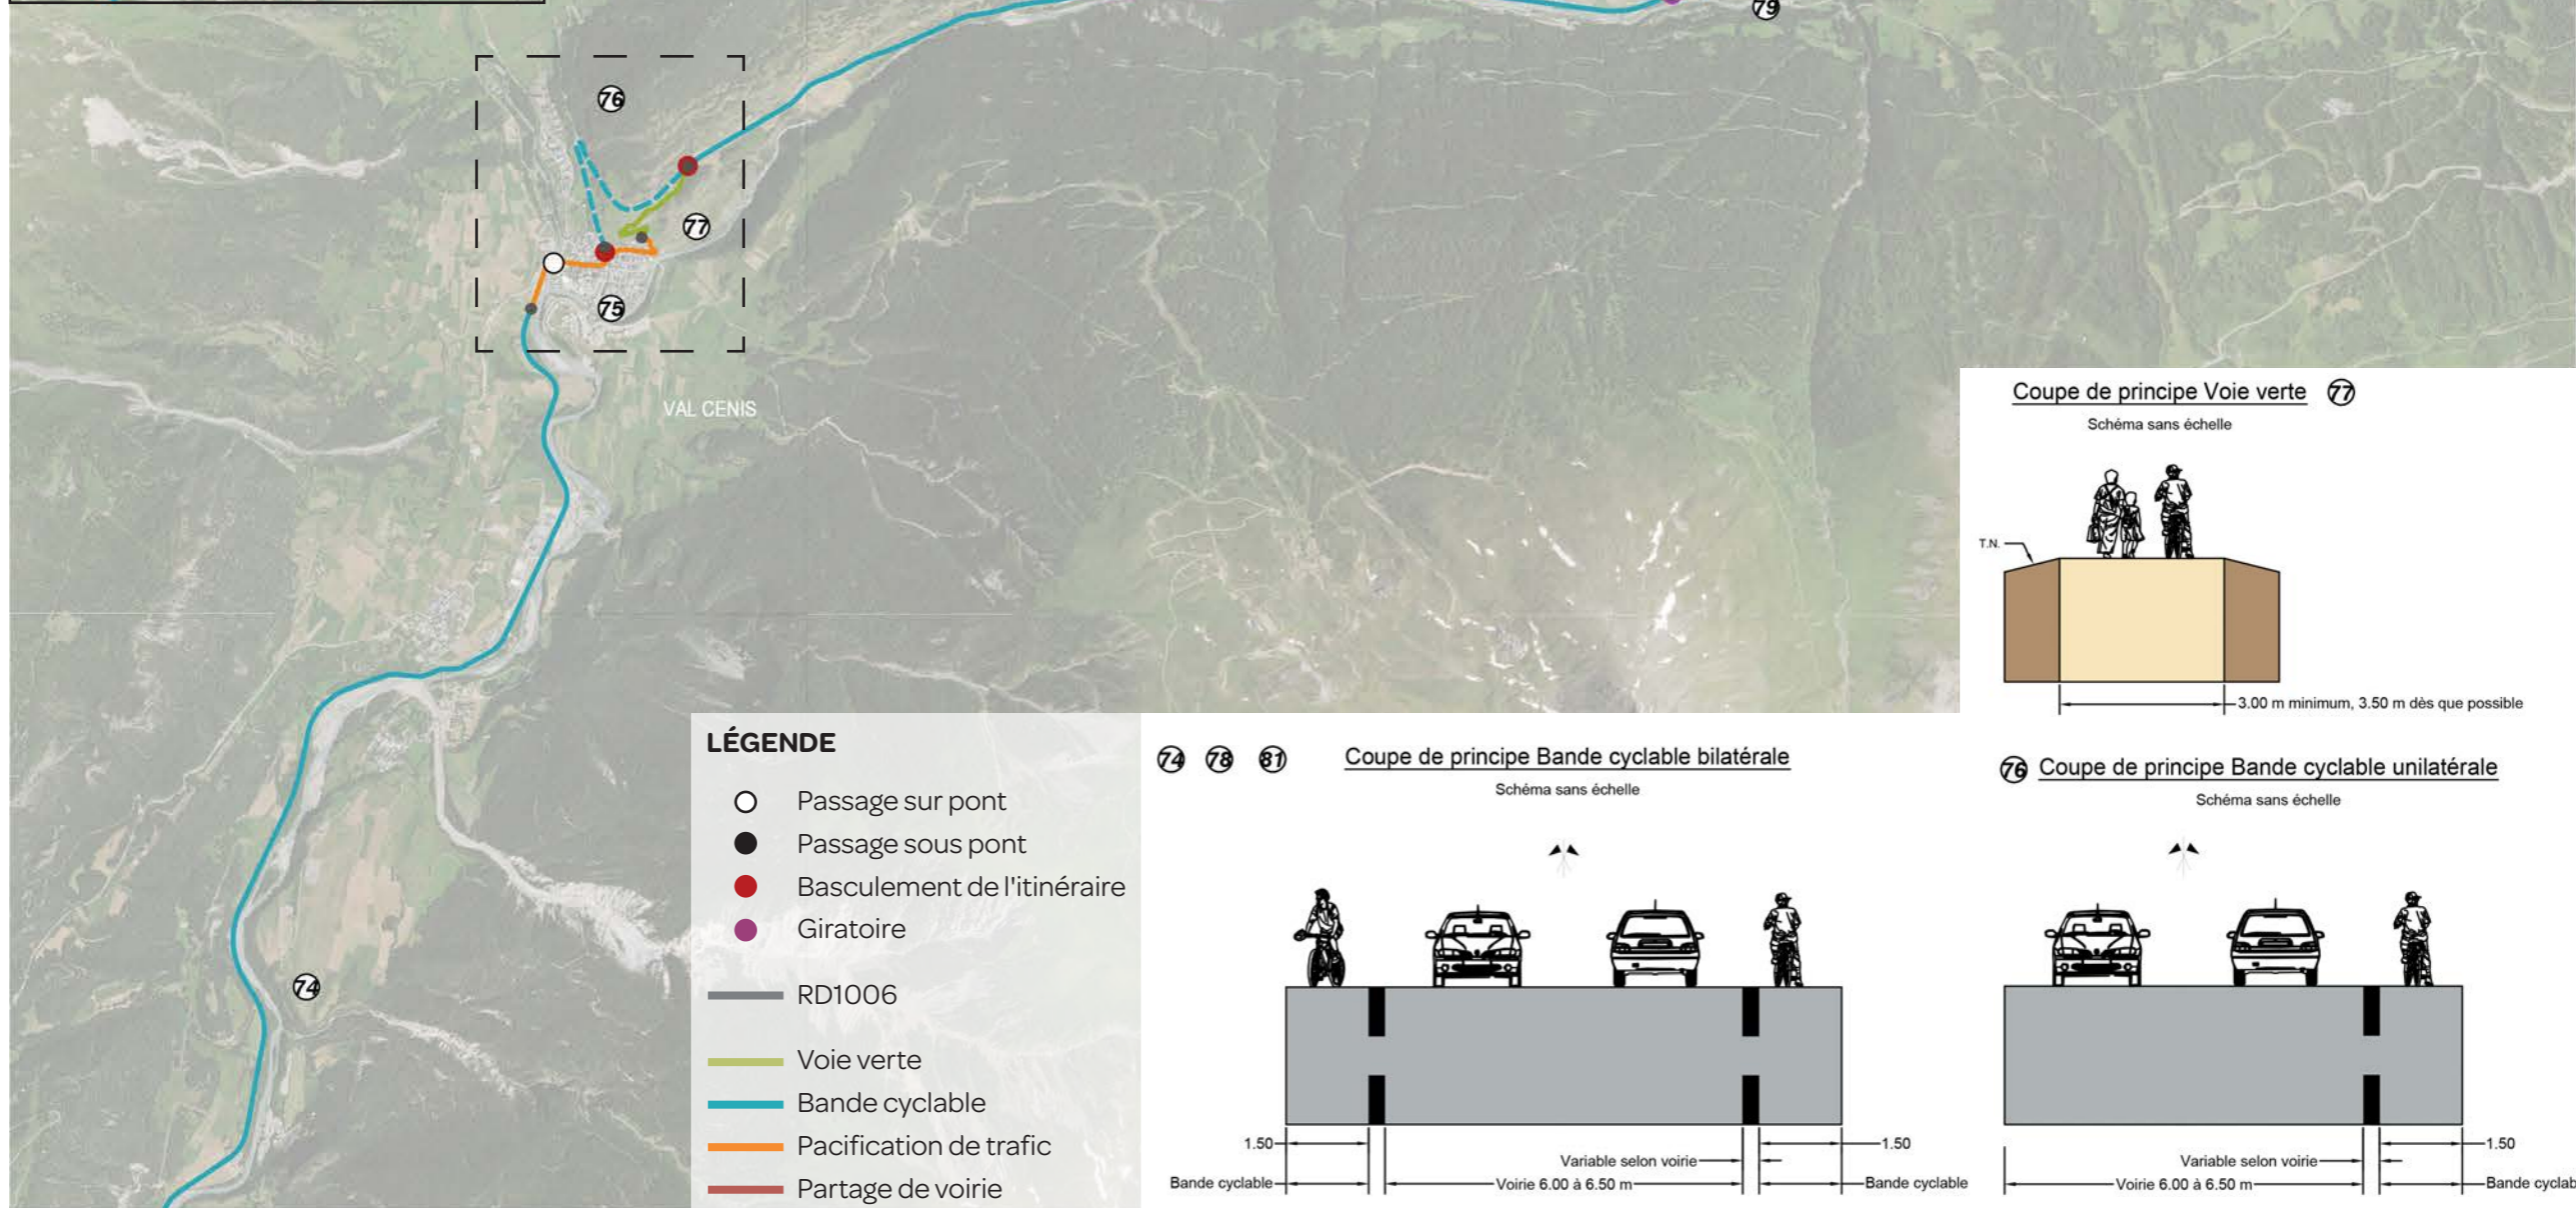 79
76
77
75
VAL CENIS
74
Coupe de principe Voie verte 77
Schéma sans échelle
T.N.
3.00 m minimum, 3.50 m dès que possible
LÉGENDE
Passage sur pont
Passage sous pont
Basculement de l'itinéraire
Giratoire
RD1006
Voie verte
Bande cyclable
Pacification de trafic
Partage de voirie
74 78 81 Coupe de principe Bande cyclable bilatérale
Schéma sans échelle
1.50
1.50
Variable selon voirie
Bande cyclable
Voirie 6.00 à 6.50 m
Bande cyclable
76 Coupe de principe Bande cyclable unilatérale
Schéma sans échelle
1.50
Variable selon voirie
Voirie 6.00 à 6.50 m
Bande cyclab